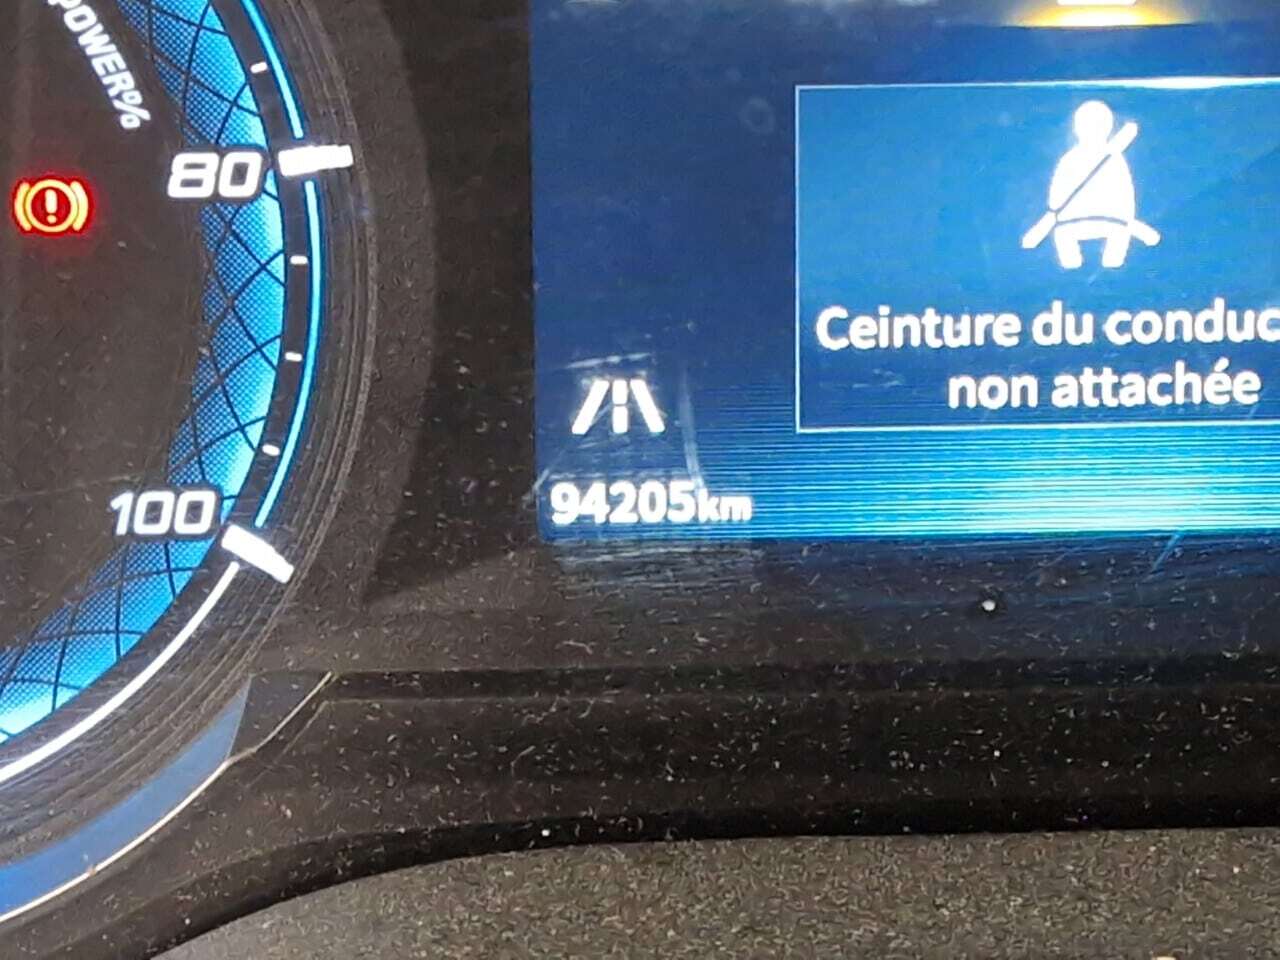 POWER%
80
Ceinture du conduc
non attachée
100
94205km